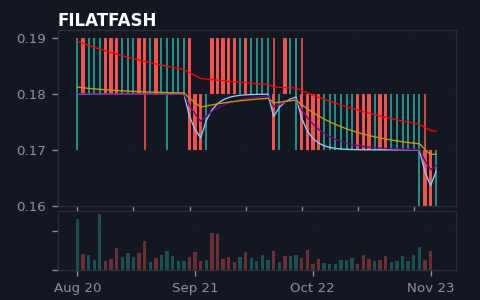 FILATFASH
0.19
0.18
0.17
0.16
Aug 20
Sep 21
Oct 22
Nov 23